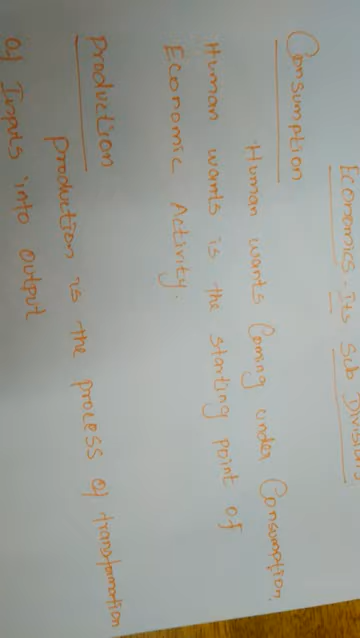 Economics - its Sub Divisions
Consumption
Human wants Coming under Consumption.
Human wants is the starting point of
Economic Activity.
Production
Production is the process of transformation
of Inputs into output